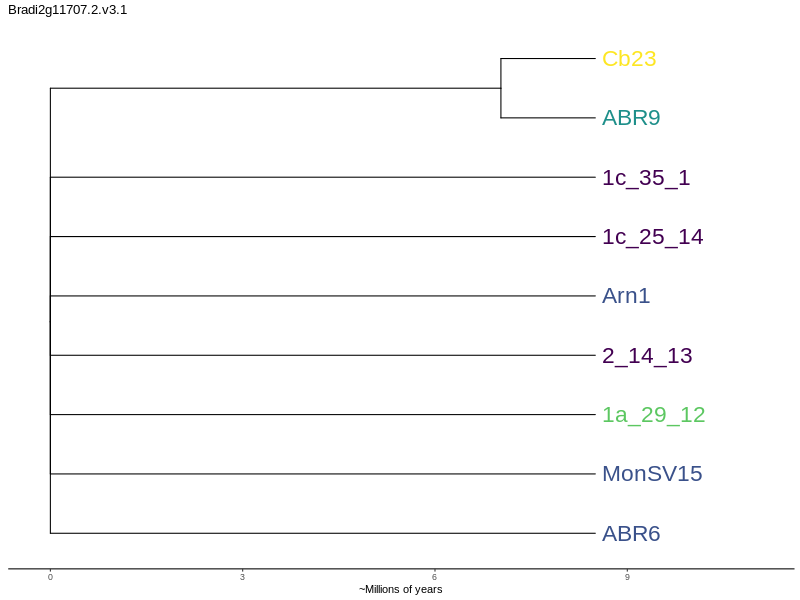 Bradi2g11707.2.v3.1
Cb23
ABR9
1c_35_1
1c_25_14
Arn1
2_14_13
1a_29_12
MonSV15
ABR6
0 3 6 9
~Millions of years